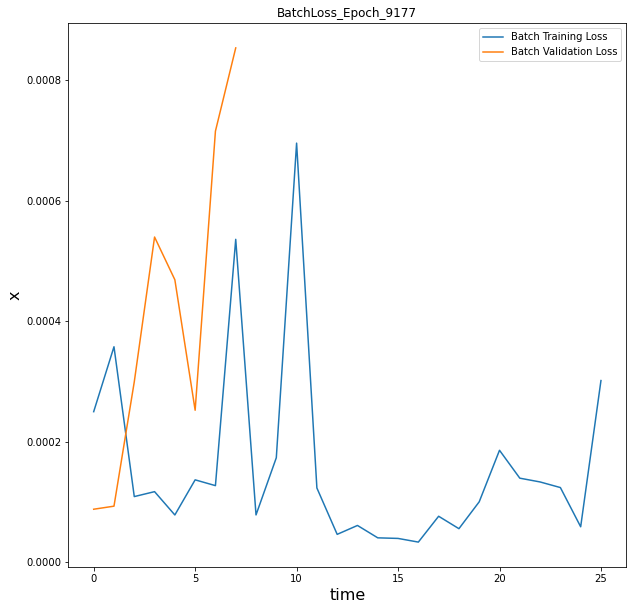 BatchLoss_Epoch_9177
Batch Training Loss
Batch Validation Loss
0.0008
0.0006
0.0004
0.0002
0.0000
x
0 5 10 15 20 25
time